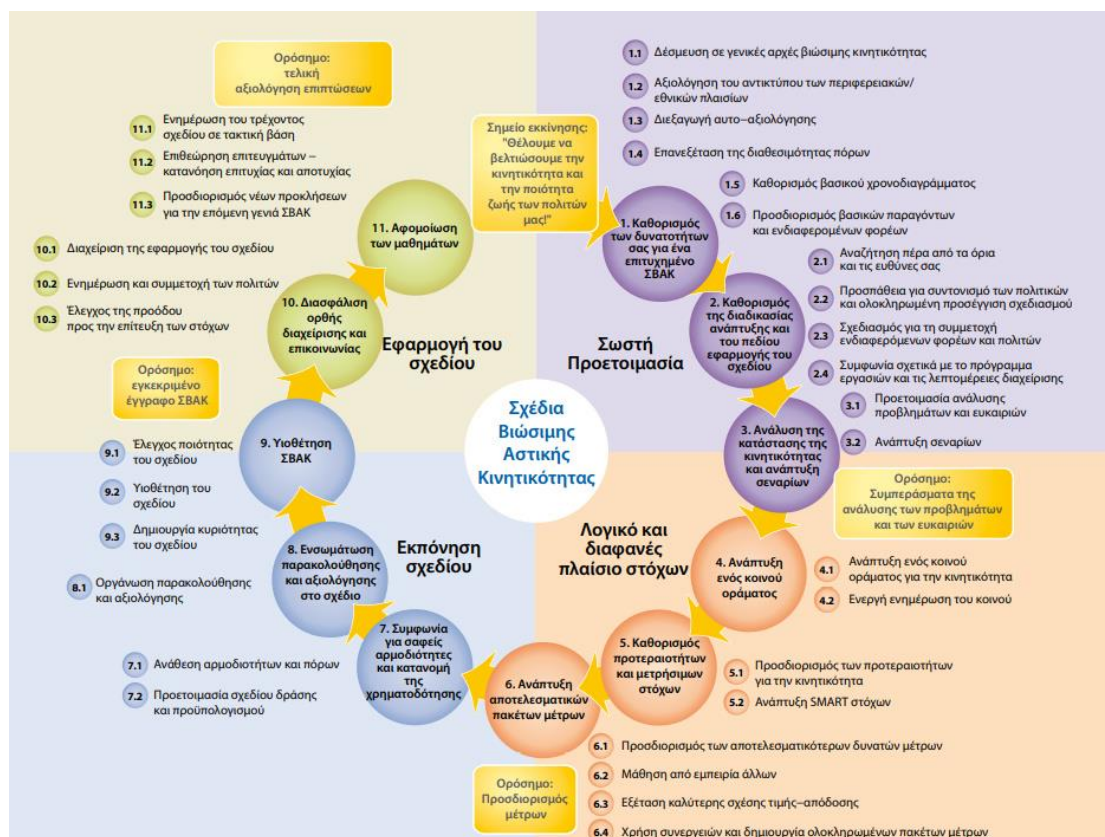 Σημείο εκκίνησης:
"Θέλουμε να
βελτιώσουμε την
κινητικότητα και
την ποιότητα
ζωής των πολιτών
μας!"
1. Καθορισμός
των δυνατοτήτων
σας για ένα
επιτυχημένο
ΣΒΑΚ
1.1 Δέσμευση σε γενικές αρχές βιώσιμης κινητικότητας
1.2 Αξιολόγηση του αντικτύπου των περιφερειακών/
εθνικών πλαισίων
1.3 Διεξαγωγή αυτο–αξιολόγησης
1.4 Επανεξέταση της διαθεσιμότητας πόρων
1.5 Καθορισμός βασικού χρονοδιαγράμματος
1.6 Προσδιορισμός βασικών παραγόντων
και ενδιαφερομένων φορέων
2. Καθορισμός
της διαδικασίας
ανάπτυξης και
του πεδίου
εφαρμογής του
σχεδίου
2.1 Αναζήτηση πέρα από τα όρια
και τις ευθύνες σας
2.2 Προσπάθεια για συντονισμό των πολιτικών
και ολοκληρωμένη προσέγγιση σχεδιασμού
2.3 Σχεδιασμός για τη συμμετοχή
ενδιαφερόμενων φορέων και πολιτών
2.4 Συμφωνία σχετικά με το πρόγραμμα
εργασιών και τις λεπτομέρειες διαχείρισης
Σωστή
Προετοιμασία
3. Ανάλυση της
κατάστασης της
κινητικότητας
και ανάπτυξη
σεναρίων
3.1 Προετοιμασία ανάλυσης
προβλημάτων και ευκαιριών
3.2 Ανάπτυξη σεναρίων
Ορόσημο:
Συμπεράσματα της
ανάλυσης των προβλημάτων
και των ευκαιριών
Λογικό και
διαφανές
πλαίσιο στόχων
4. Ανάπτυξη
ενός κοινού
οράματος
4.1 Ανάπτυξη ενός κοινού
οράματος για την κινητικότητα
4.2 Ενεργή ενημέρωση του κοινού
5. Καθορισμός
προτεραιοτήτων
και μετρήσιμων
στόχων
5.1 Προσδιορισμός των προτεραιοτήτων
για την κινητικότητα
5.2 Ανάπτυξη SMART στόχων
6. Ανάπτυξη
αποτελεσματικών
πακέτων μέτρων
6.1 Προσδιορισμός των αποτελεσματικότερων δυνατών μέτρων
6.2 Μάθηση από εμπειρία άλλων
6.3 Εξέταση καλύτερης σχέσης τιμής–απόδοσης
6.4 Χρήση συνεργειών και δημιουργία ολοκληρωμένων πακέτων μέτρων
Ορόσημο:
Προσδιορισμός
μέτρων
Εκπόνηση
σχεδίου
7. Συμφωνία
για σαφείς
αρμοδιότητες
και κατανομή
της
χρηματοδότησης
7.1 Ανάθεση αρμοδιοτήτων και πόρων
7.2 Προετοιμασία σχεδίου δράσης
και προϋπολογισμού
8. Ενσωμάτωση
παρακολούθησης
και αξιολόγησης
στο σχέδιο
8.1 Οργάνωση παρακολούθησης
και αξιολόγησης
9. Υιοθέτηση
ΣΒΑΚ
9.1 Έλεγχος ποιότητας
του σχεδίου
9.2 Υιοθέτηση του
σχεδίου
9.3 Δημιουργία κυριότητας
του σχεδίου
Ορόσημο:
εγκεκριμένο
έγγραφο ΣΒΑΚ
Εφαρμογή του
σχεδίου
10. Διασφάλιση
ορθής
διαχείρισης και
επικοινωνίας
10.1 Διαχείριση της εφαρμογής του σχεδίου
10.2 Ενημέρωση και συμμετοχή των πολιτών
10.3 Έλεγχος της προόδου
προς την επίτευξη των στόχων
11. Αφομοίωση
των μαθημάτων
11.1 Ενημέρωση του τρέχοντος
σχεδίου σε τακτική βάση
11.2 Επιθεώρηση επιτευγμάτων –
κατανόηση επιτυχίας και αποτυχίας
11.3 Προσδιορισμός νέων προκλήσεων
για την επόμενη γενιά ΣΒΑΚ
Ορόσημο:
τελική
αξιολόγηση επιπτώσεων
Σχέδια
Βιώσιμης
Αστικής
Κινητικότητας